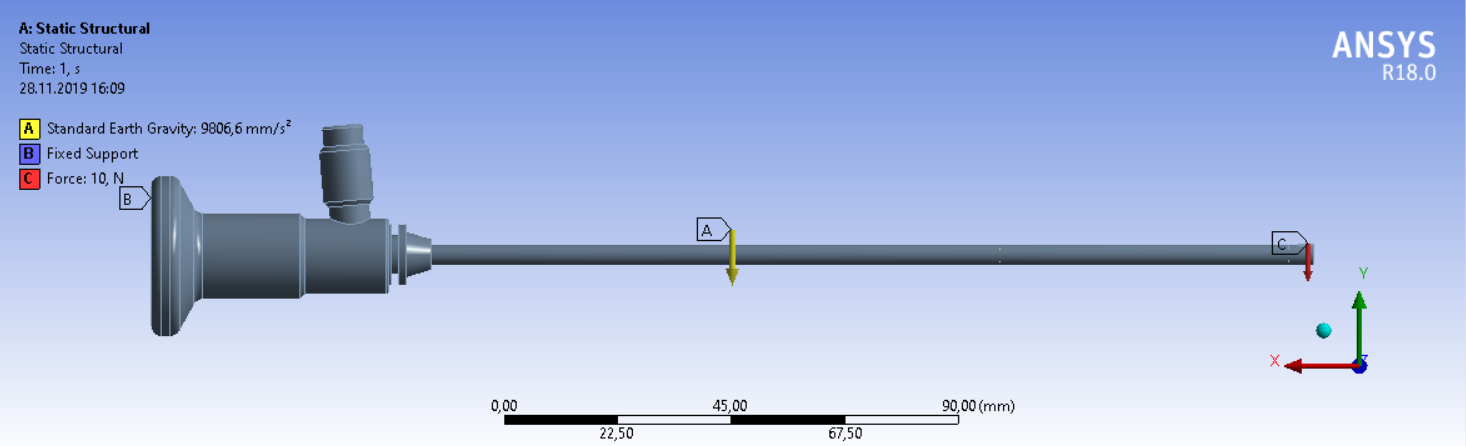 A: Static Structural
Static Structural
Time: 1, s
28.11.2019 16:09
A Standard Earth Gravity: 9806,6 mm/s²
B Fixed Support
C Force: 10, N
ANSYS
R18.0
B
A
C
Y
X
Z
0,00 45,00 90,00 (mm)
22,50 67,50